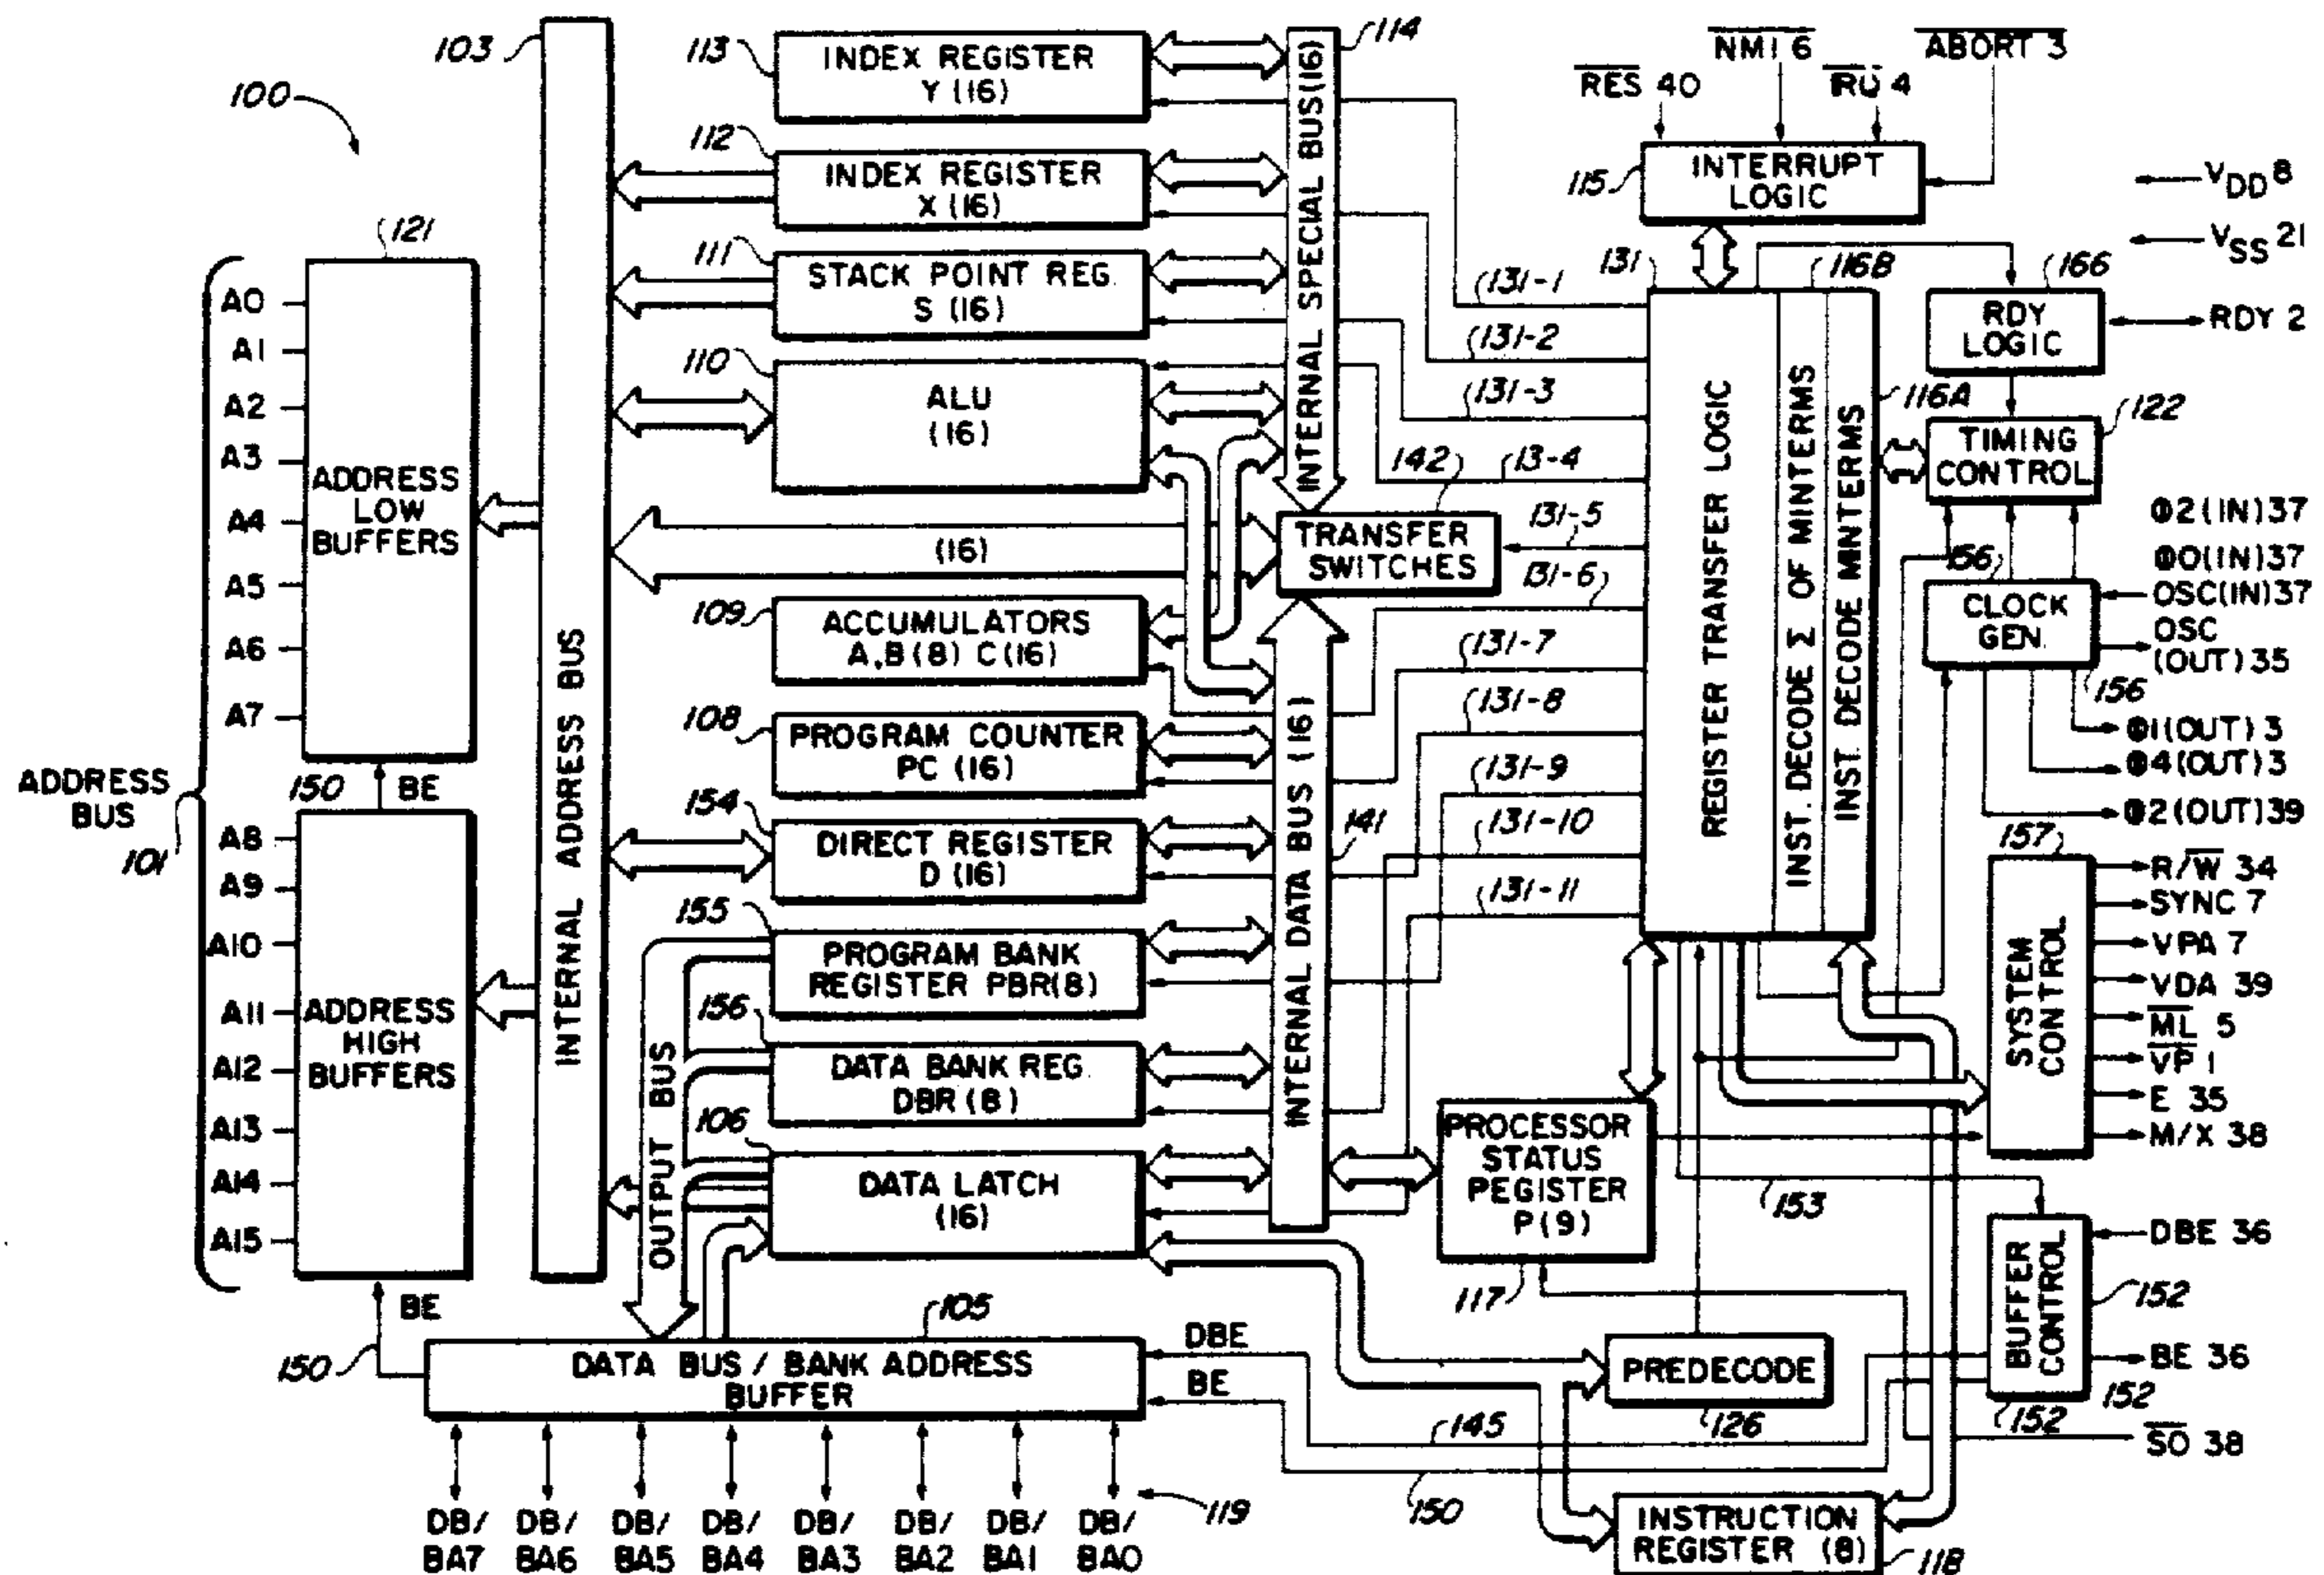 100
103
ADDRESS BUS
101
A0
A1
A2
A3
A4
A5
A6
A7
A8
A9
A10
A11
A12
A13
A14
A15
121
ADDRESS
LOW
BUFFERS
150
BE
ADDRESS
HIGH
BUFFERS
BE
150
INTERNAL ADDRESS BUS
113
INDEX REGISTER
Y (16)
112
INDEX REGISTER
X (16)
111
STACK POINT REG.
S (16)
110
ALU
(16)
(16)
109
ACCUMULATORS
A,B(8) C(16)
108
PROGRAM COUNTER
PC (16)
154
DIRECT REGISTER
D (16)
155
PROGRAM BANK
REGISTER PBR(8)
156
DATA BANK REG.
DBR (8)
106
DATA LATCH
(16)
OUTPUT BUS
105
DATA BUS / BANK ADDRESS
BUFFER
DBE
BE
DB/
BA7
DB/
BA6
DB/
BA5
DB/
BA4
DB/
BA3
DB/
BA2
DB/
BA1
DB/
BA0
119
114
INTERNAL SPECIAL BUS(16)
142
TRANSFER
SWITCHES
INTERNAL DATA BUS (16)
141
131-1
131-2
131-3
13-4
131-5
131-6
131-7
131-8
131-9
131-10
131-11
RES 40
NMI 6
IRQ 4
ABORT 3
115
INTERRUPT
LOGIC
131
116B
116A
REGISTER TRANSFER LOGIC
INST. DECODE Σ OF MINTERMS
INST. DECODE MINTERMS
VDD 8
VSS 21
166
RDY
LOGIC
RDY 2
122
TIMING
CONTROL
Φ2(IN)37
Φ0(IN)37
156
CLOCK
GEN.
156
OSC(IN)37
OSC
(OUT)35
Φ1(OUT)3
Φ4(OUT)3
Φ2(OUT)39
157
SYSTEM
CONTROL
R/W 34
SYNC 7
VPA 7
VDA 39
ML 5
VP 1
E 35
M/X 38
PROCESSOR
STATUS
PEGISTER
P(9)
117
153
BUFFER
CONTROL
DBE 36
152
BE 36
152
152
SO 38
PREDECODE
126
145
150
INSTRUCTION
REGISTER (8)
118